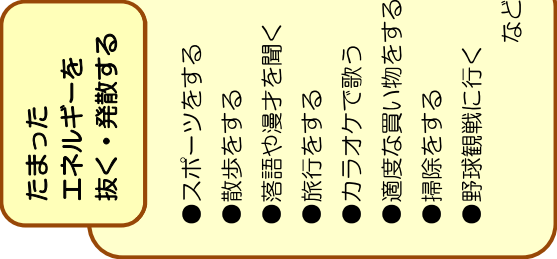 たまった
エネルギーを
抜く・発散する
●スポーツをする
●散歩をする
●落語や漫才を聞く
●旅行をする
●カラオケで歌う
●適度な買い物をする
●掃除をする
●野球観戦に行く
など